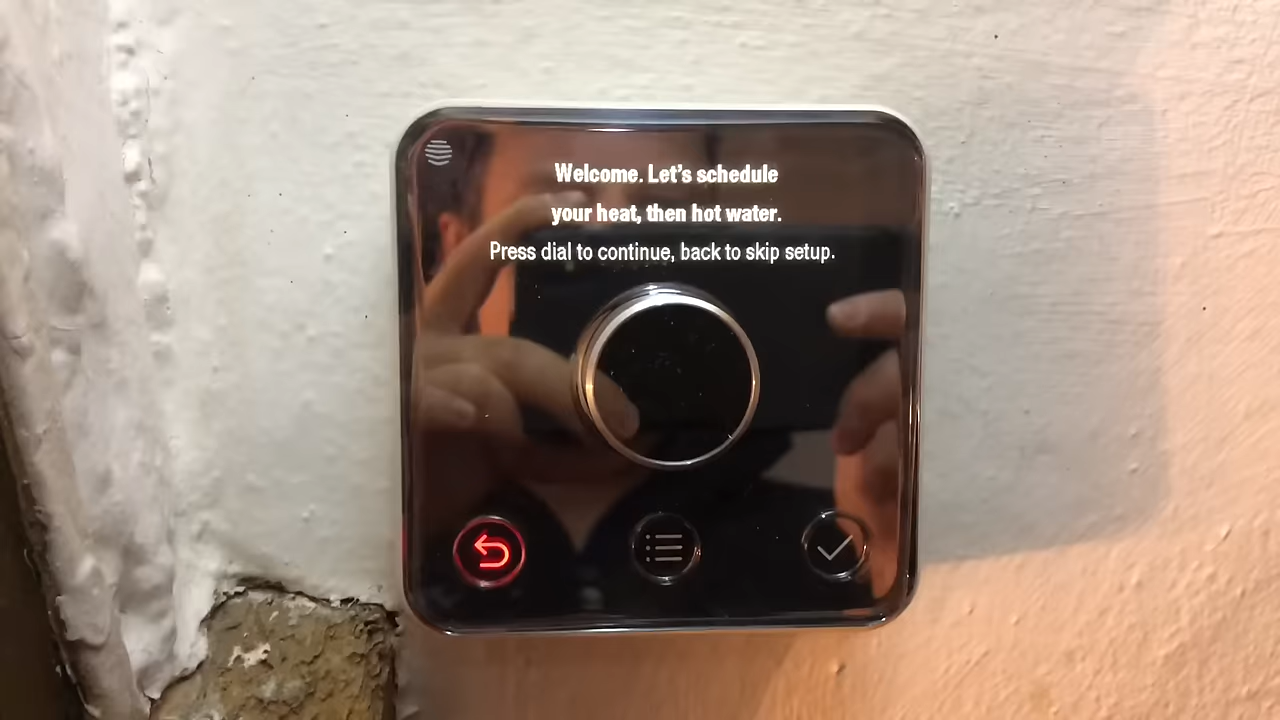 Welcome. Let's schedule
your heat, then hot water.
Press dial to continue, back to skip setup.